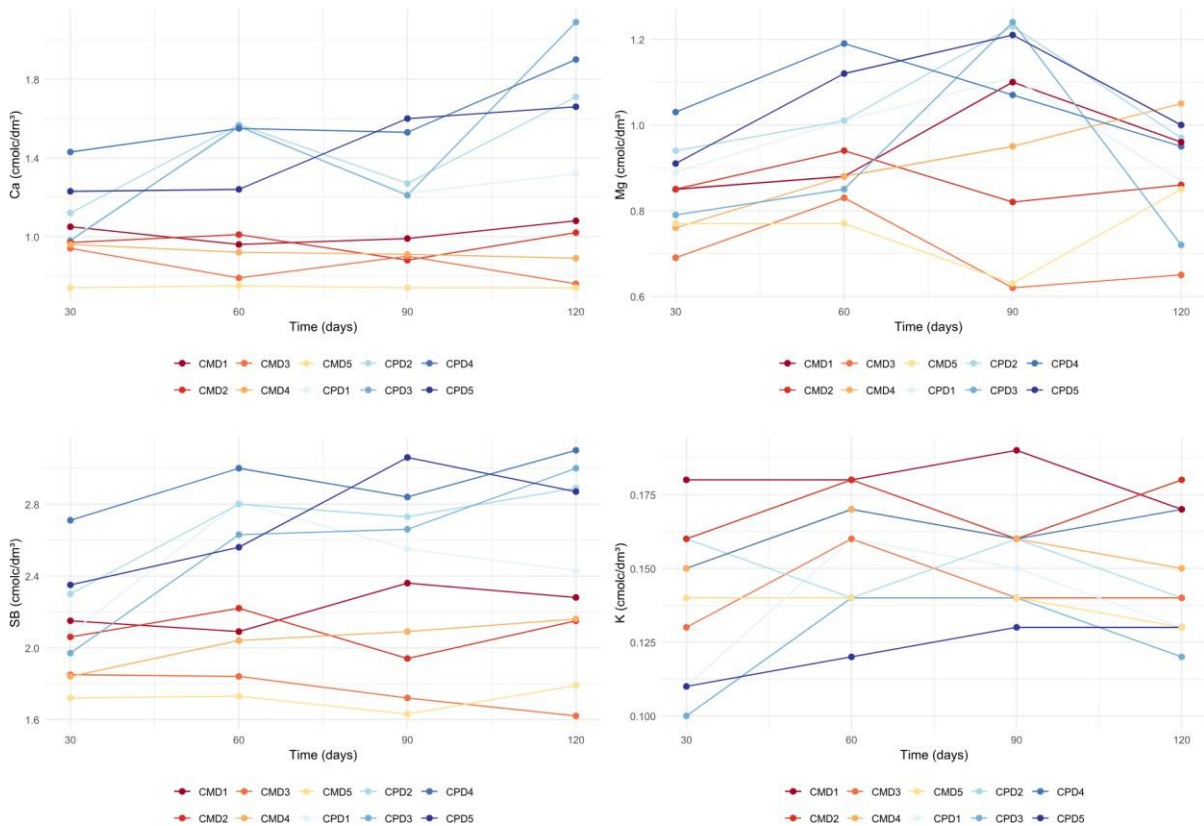 Ca (cmolc/dm³)
1.8
1.4
1.0
30 60 90 120
Time (days)
CMD1 CMD3 CMD5 CPD2 CPD4
CMD2 CMD4 CPD1 CPD3 CPD5
Mg (cmolc/dm³)
1.2
1.0
0.8
0.6
30 60 90 120
Time (days)
CMD1 CMD3 CMD5 CPD2 CPD4
CMD2 CMD4 CPD1 CPD3 CPD5
SB (cmolc/dm³)
2.8
2.4
2.0
1.6
30 60 90 120
Time (days)
CMD1 CMD3 CMD5 CPD2 CPD4
CMD2 CMD4 CPD1 CPD3 CPD5
K (cmolc/dm³)
0.175
0.150
0.125
0.100
30 60 90 120
Time (days)
CMD1 CMD3 CMD5 CPD2 CPD4
CMD2 CMD4 CPD1 CPD3 CPD5